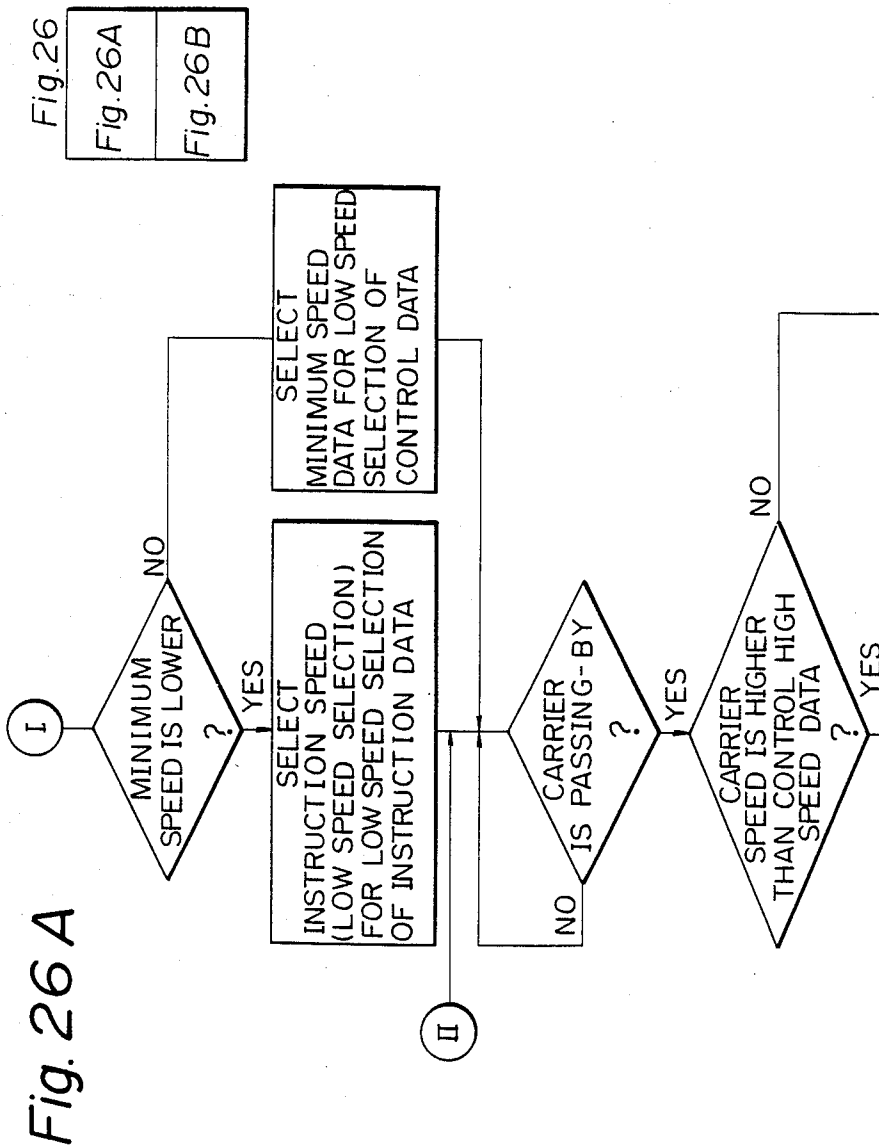 Fig. 26A
Fig.26
Fig.26A
Fig.26B
I
MINIMUM
SPEED IS LOWER
?
NO
YES
SELECT
INSTRUCTION SPEED
(LOW SPEED SELECTION)
FOR LOW SPEED SELECTION
OF INSTRUCTION DATA
SELECT
MINIMUM SPEED
DATA FOR LOW SPEED
SELECTION OF
CONTROL DATA
II
CARRIER
IS PASSING-BY
?
NO
YES
CARRIER
SPEED IS HIGHER
THAN CONTROL HIGH
SPEED DATA
?
NO
YES